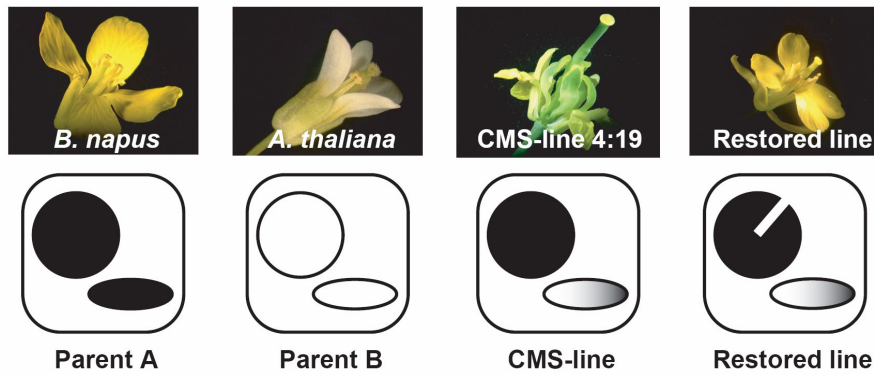 B. napus
A. thaliana
CMS-line 4:19
Restored line
Parent A
Parent B
CMS-line
Restored line